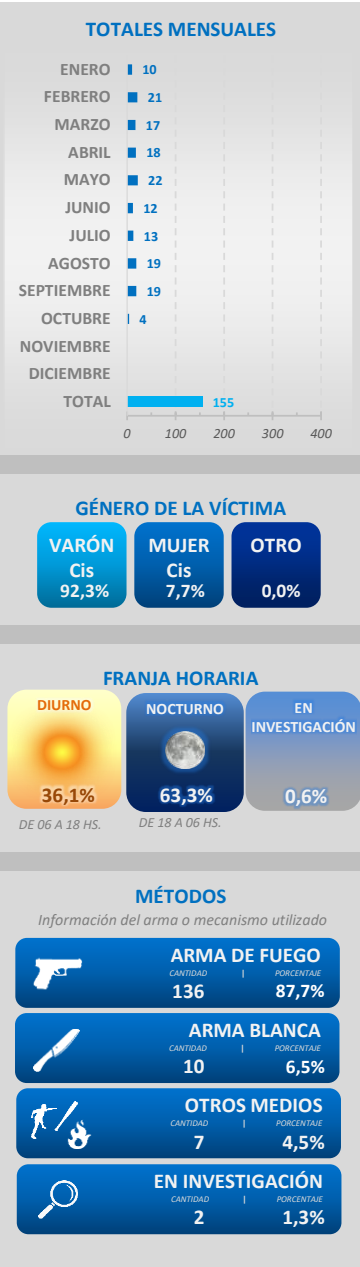 TOTALES MENSUALES
ENERO 10
FEBRERO 21
MARZO 17
ABRIL 18
MAYO 22
JUNIO 12
JULIO 13
AGOSTO 19
SEPTIEMBRE 19
OCTUBRE 4
NOVIEMBRE
DICIEMBRE
TOTAL 155
0 100 200 300 400
GÉNERO DE LA VÍCTIMA
VARÓN MUJER OTRO
Cis Cis
92,3% 7,7% 0,0%
FRANJA HORARIA
DIURNO NOCTURNO EN
INVESTIGACIÓN
36,1% 63,3% 0,6%
DE 06 A 18 HS. DE 18 A 06 HS.
MÉTODOS
Información del arma o mecanismo utilizado
ARMA DE FUEGO
CANTIDAD | PORCENTAJE
136 87,7%
ARMA BLANCA
CANTIDAD | PORCENTAJE
10 6,5%
OTROS MEDIOS
CANTIDAD | PORCENTAJE
7 4,5%
EN INVESTIGACIÓN
CANTIDAD | PORCENTAJE
2 1,3%